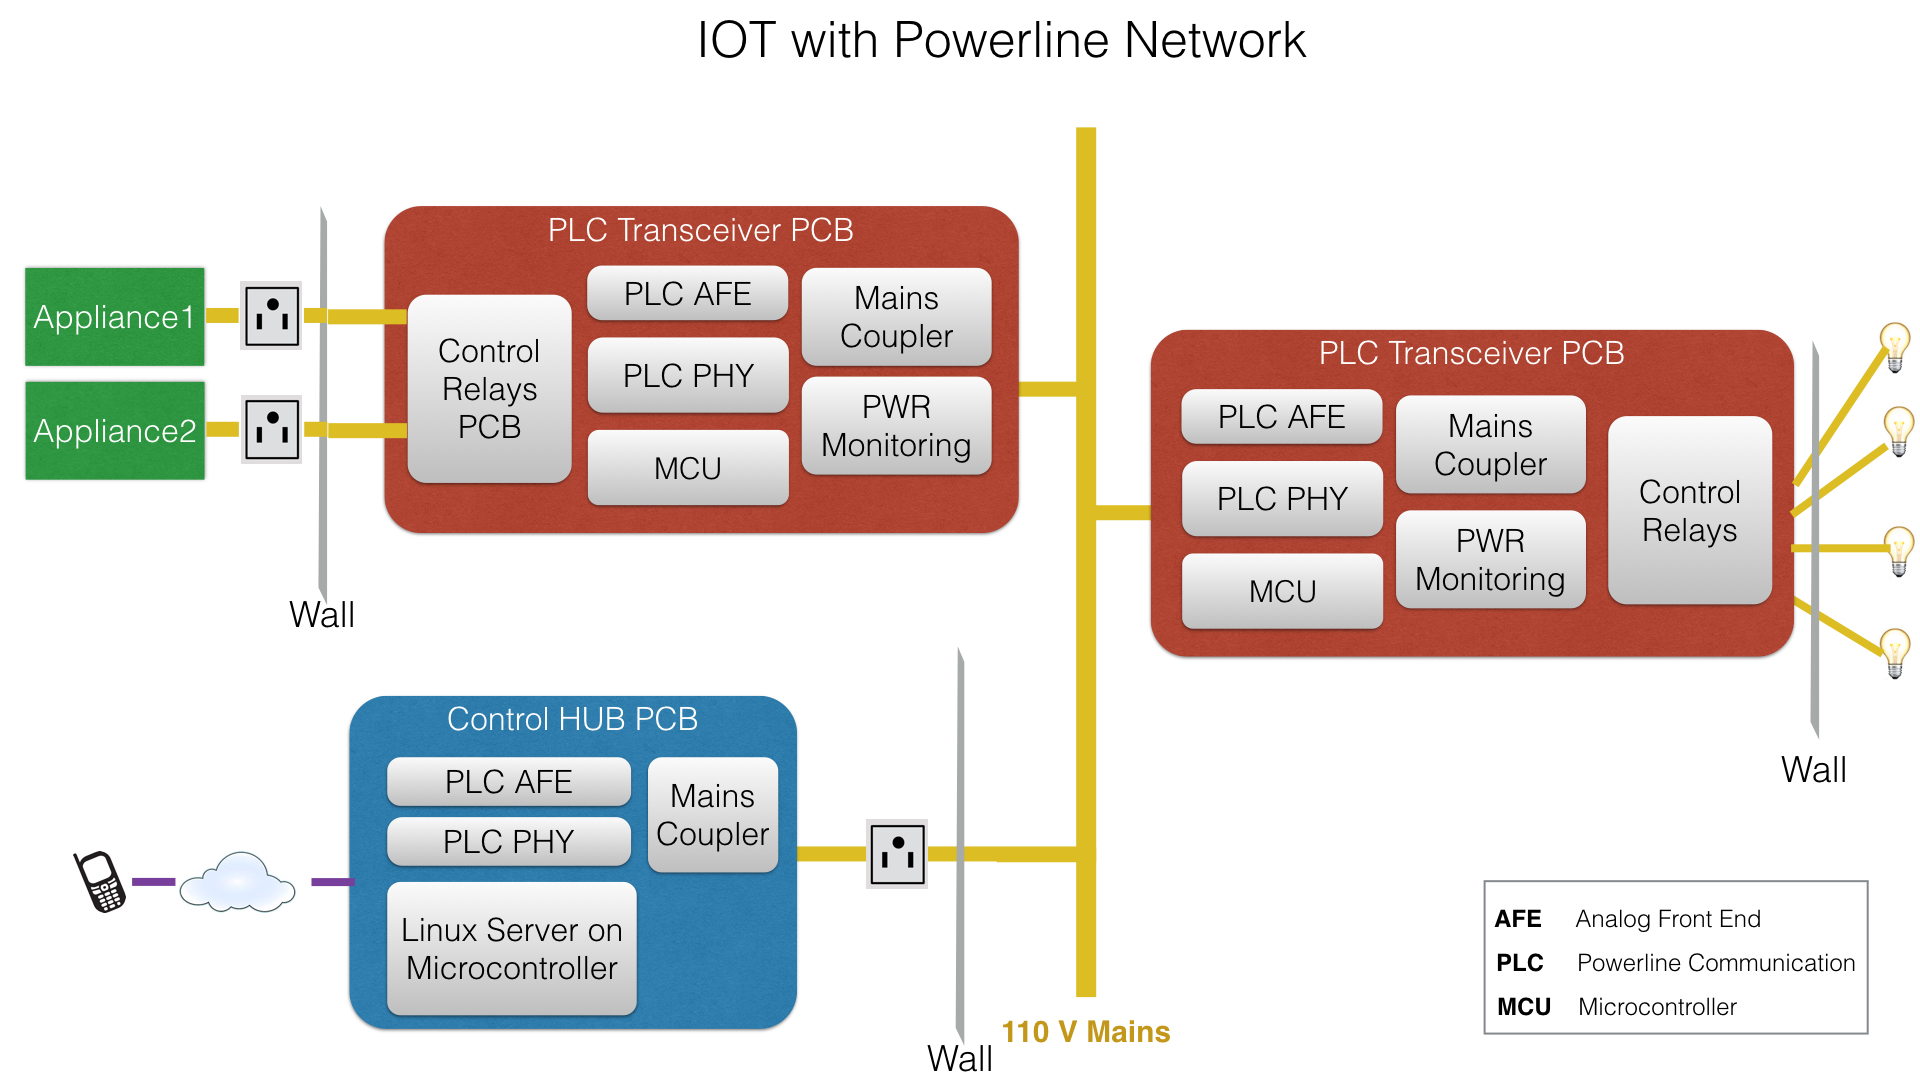 IOT with Powerline Network
PLC Transceiver PCB
Appliance1
Appliance2
Control
Relays
PCB
PLC AFE
PLC PHY
MCU
Mains
Coupler
PWR
Monitoring
Wall
PLC Transceiver PCB
PLC AFE
PLC PHY
MCU
Mains
Coupler
PWR
Monitoring
Control
Relays
Wall
Control HUB PCB
PLC AFE
PLC PHY
Linux Server on
Microcontroller
Mains
Coupler
Wall
110 V Mains
AFE Analog Front End
PLC Powerline Communication
MCU Microcontroller